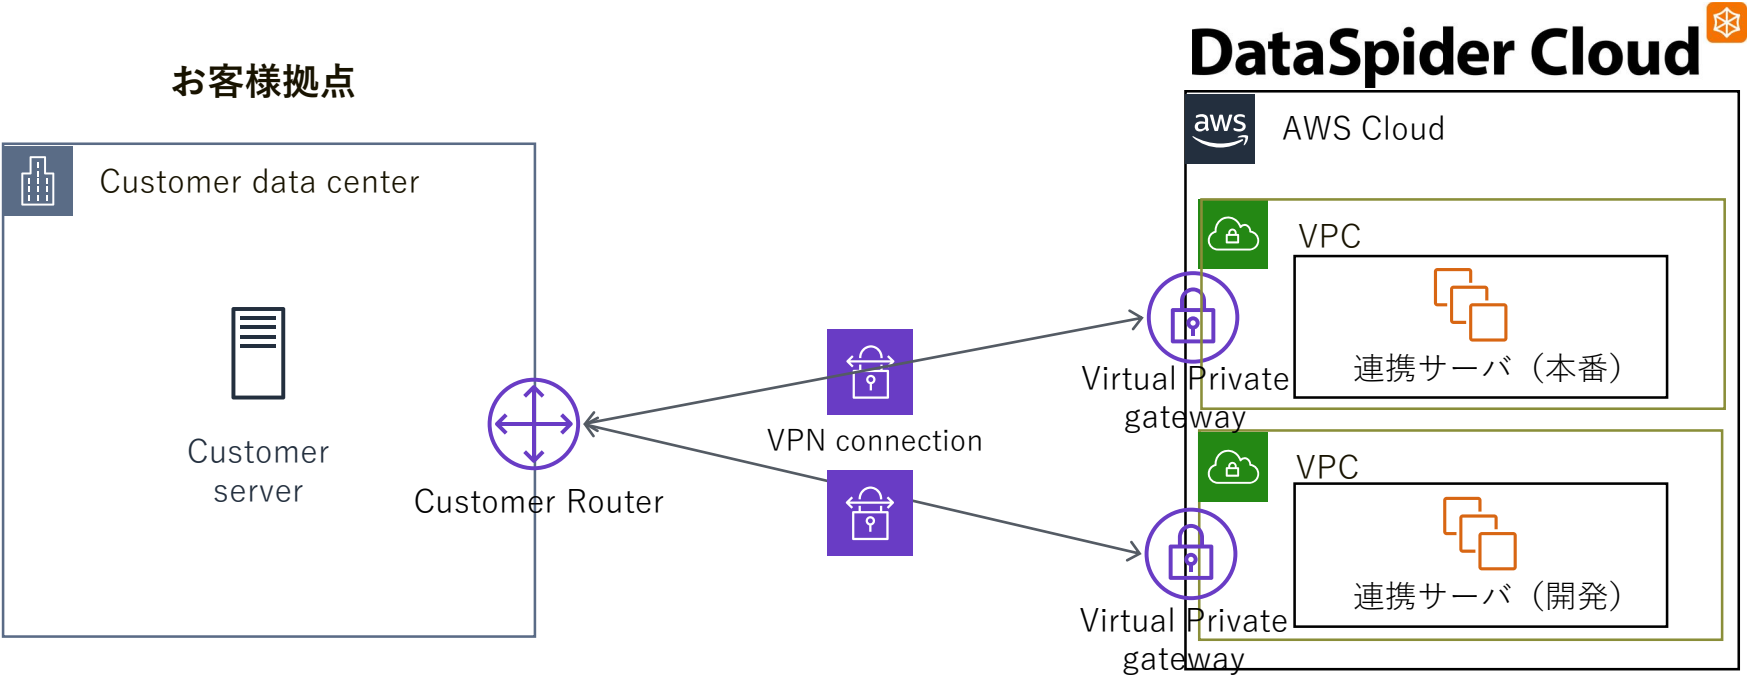 お客様拠点
Customer data center
Customer
server
Customer Router
VPN connection
DataSpider Cloud
aws
AWS Cloud
VPC
連携サーバ（本番）
Virtual Private
gateway
VPC
連携サーバ（開発）
Virtual Private
gateway